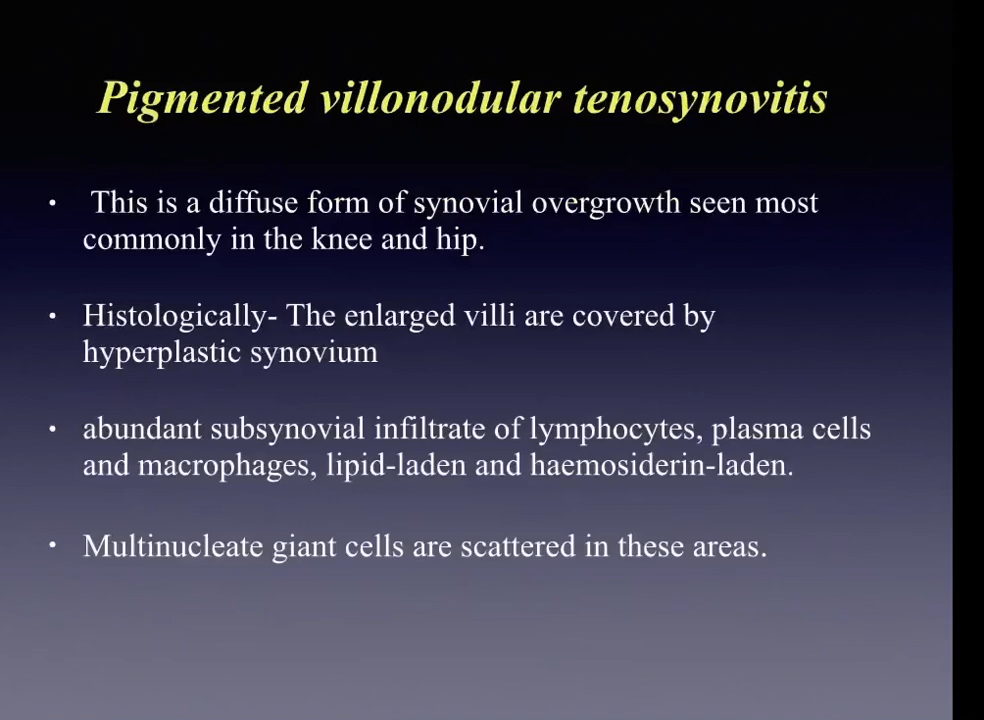 Pigmented villonodular tenosynovitis
• This is a diffuse form of synovial overgrowth seen most
commonly in the knee and hip.
• Histologically- The enlarged villi are covered by
hyperplastic synovium
• abundant subsynovial infiltrate of lymphocytes, plasma cells
and macrophages, lipid-laden and haemosiderin-laden.
• Multinucleate giant cells are scattered in these areas.